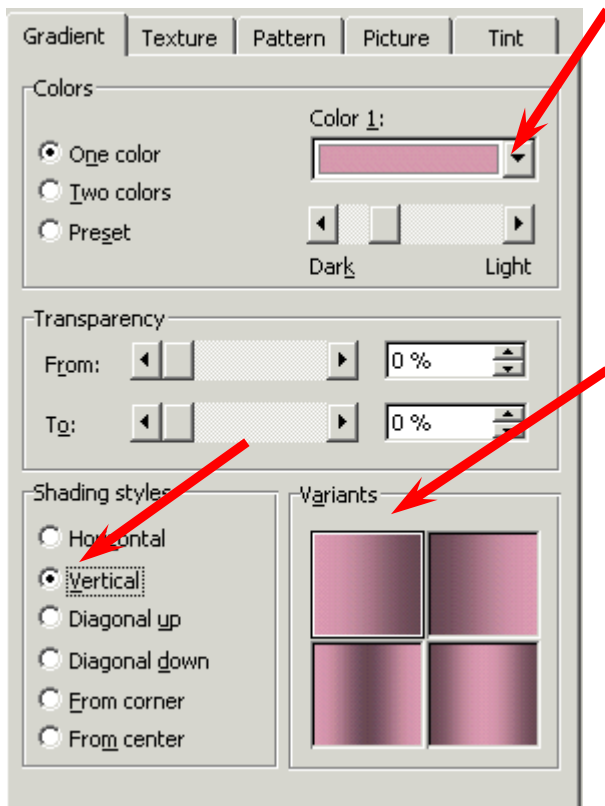 Gradient Texture Pattern Picture Tint
Colors
Color 1:
One color
Two colors
Preset
Dark Light
Transparency
From: 0 %
To: 0 %
Shading styles
Variants
Horizontal
Vertical
Diagonal up
Diagonal down
From corner
From center